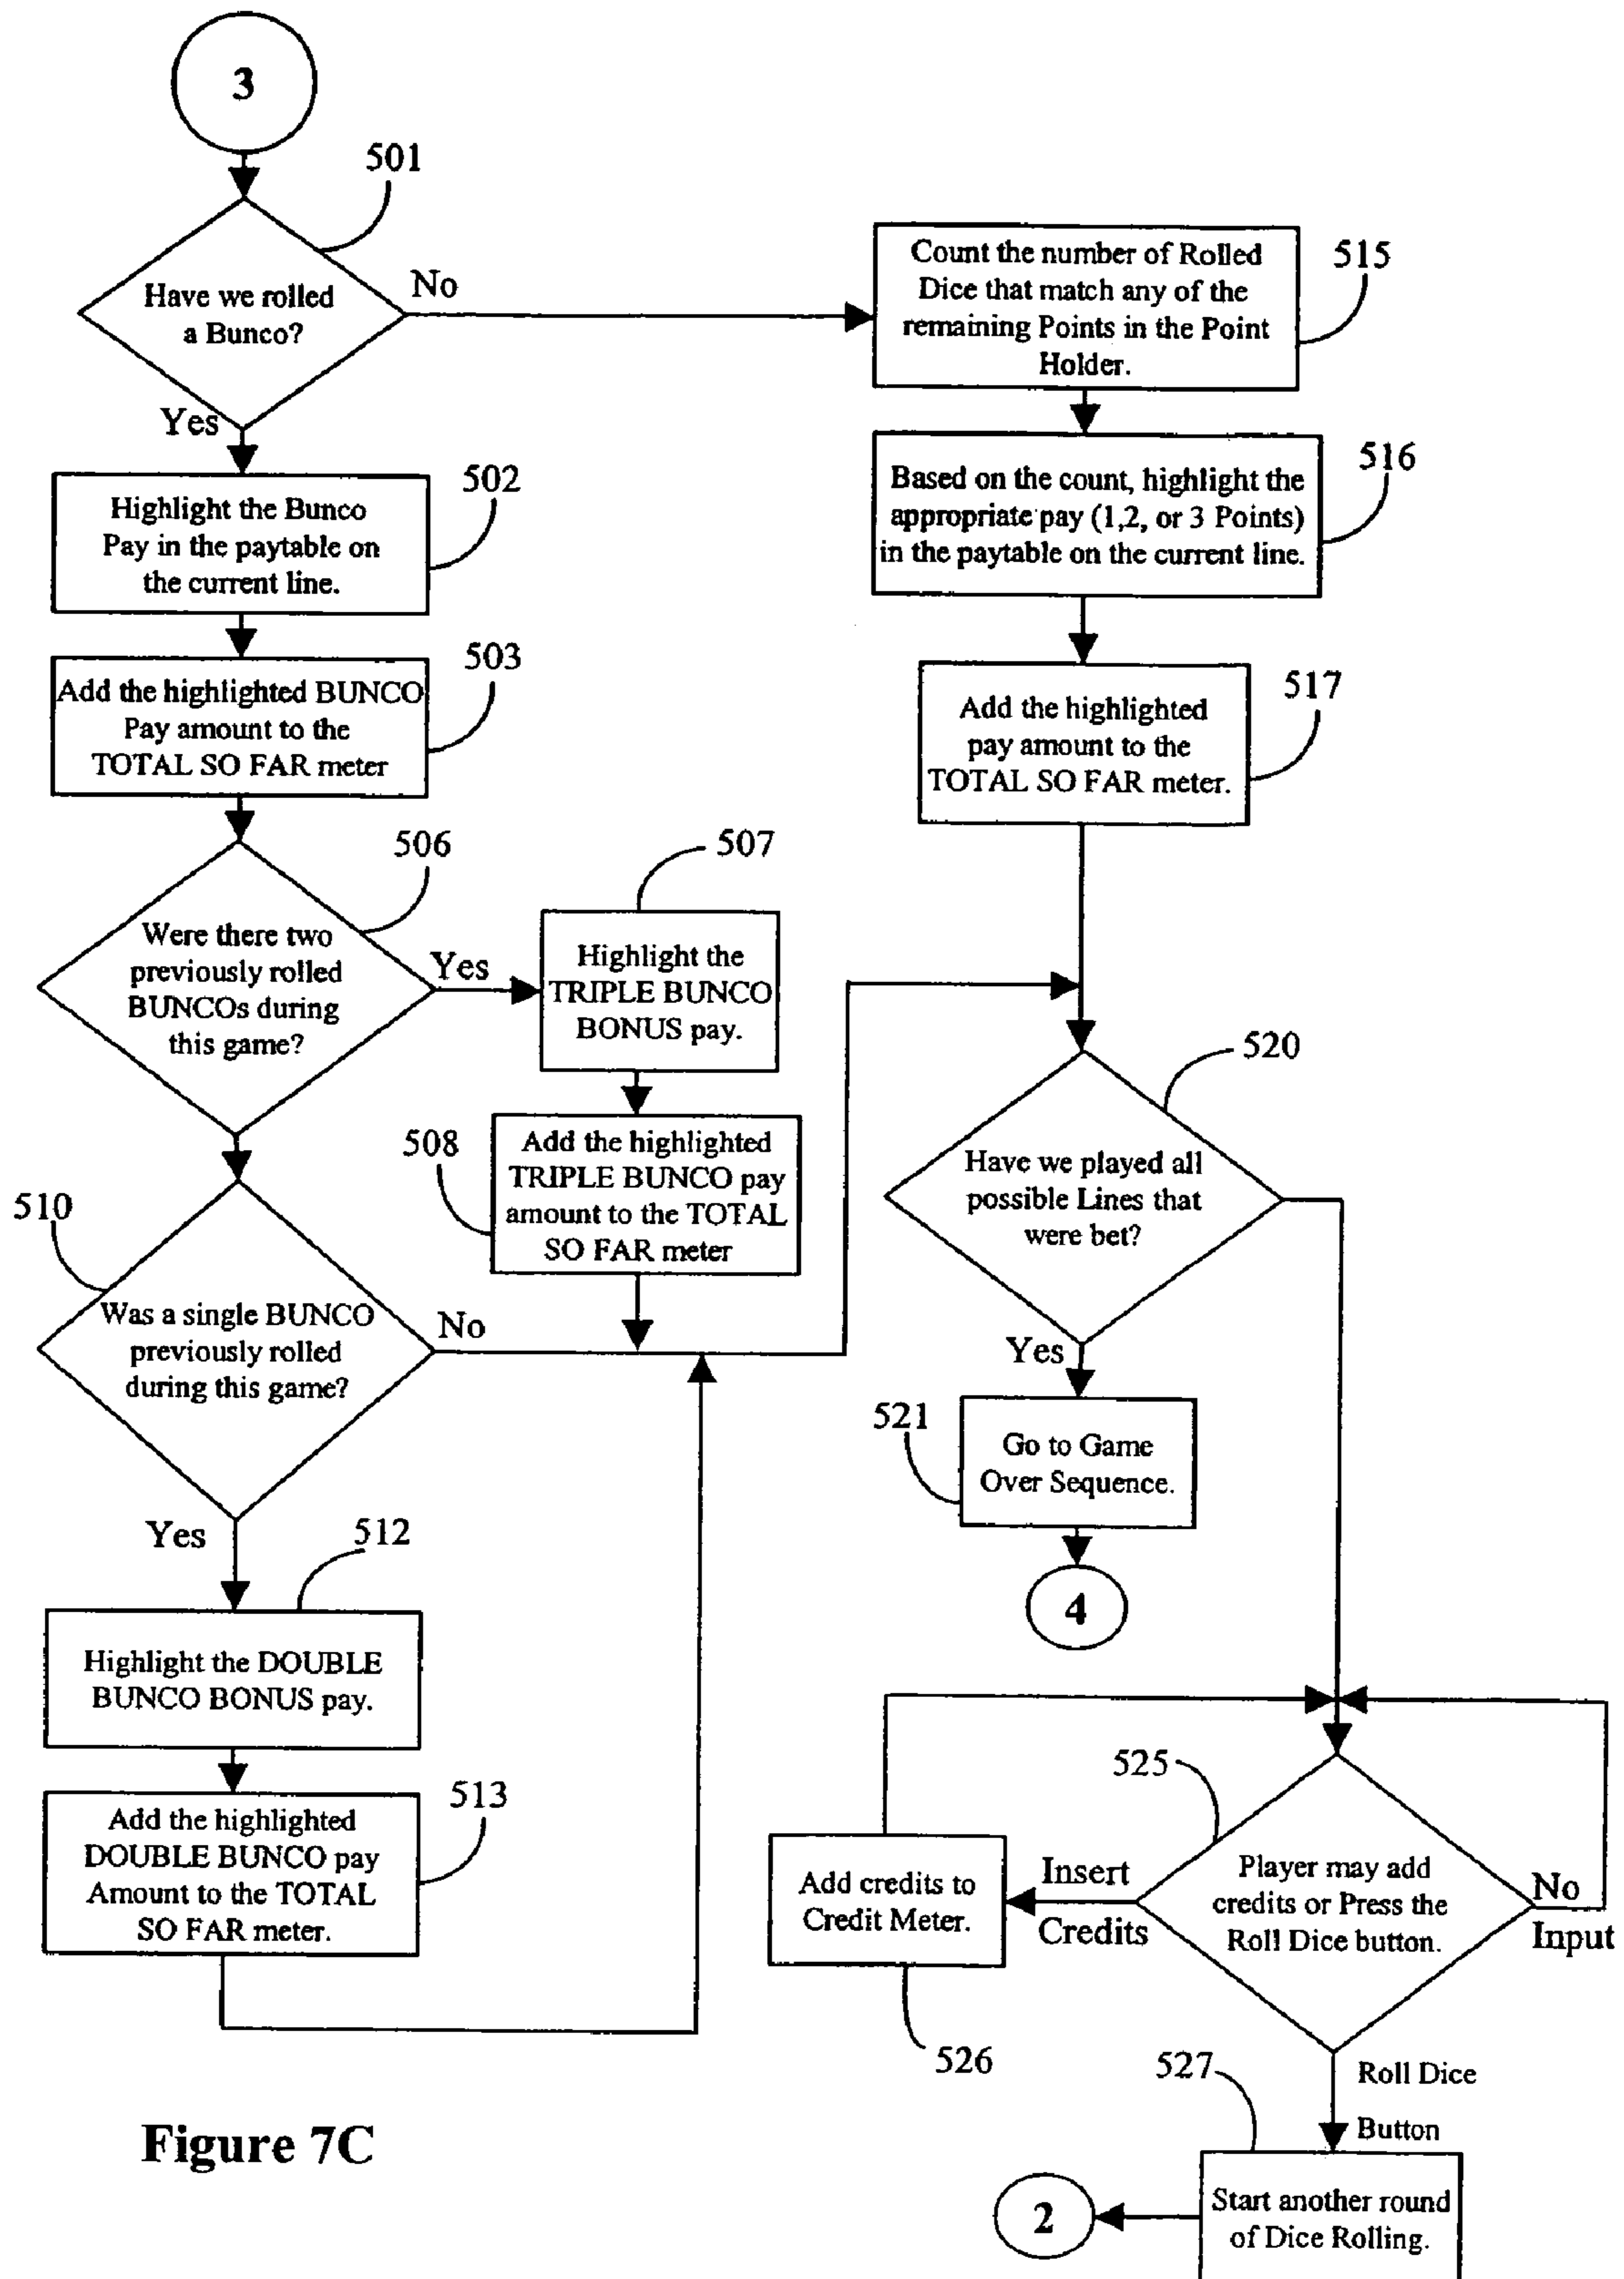 3
501
Have we rolled
a Bunco?
No
Yes
502
Highlight the Bunco
Pay in the paytable on
the current line.
503
Add the highlighted BUNCO
Pay amount to the
TOTAL SO FAR meter
506
Were there two
previously rolled
BUNCOs during
this game?
Yes
507
Highlight the
TRIPLE BUNCO
BONUS pay.
508
Add the highlighted
TRIPLE BUNCO pay
amount to the TOTAL
SO FAR meter
510
Was a single BUNCO
previously rolled
during this game?
No
Yes
512
Highlight the DOUBLE
BUNCO BONUS pay.
513
Add the highlighted
DOUBLE BUNCO pay
Amount to the TOTAL
SO FAR meter.
515
Count the number of Rolled
Dice that match any of the
remaining Points in the Point
Holder.
516
Based on the count, highlight the
appropriate pay (1,2, or 3 Points)
in the paytable on the current line.
517
Add the highlighted
pay amount to the
TOTAL SO FAR meter.
520
Have we played all
possible Lines that
were bet?
Yes
521
Go to Game
Over Sequence.
4
525
Player may add
credits or Press the
Roll Dice button.
Insert
Credits
No
Input
Add credits to
Credit Meter.
526
527
Roll Dice
Button
Start another round
of Dice Rolling.
2
Figure 7C